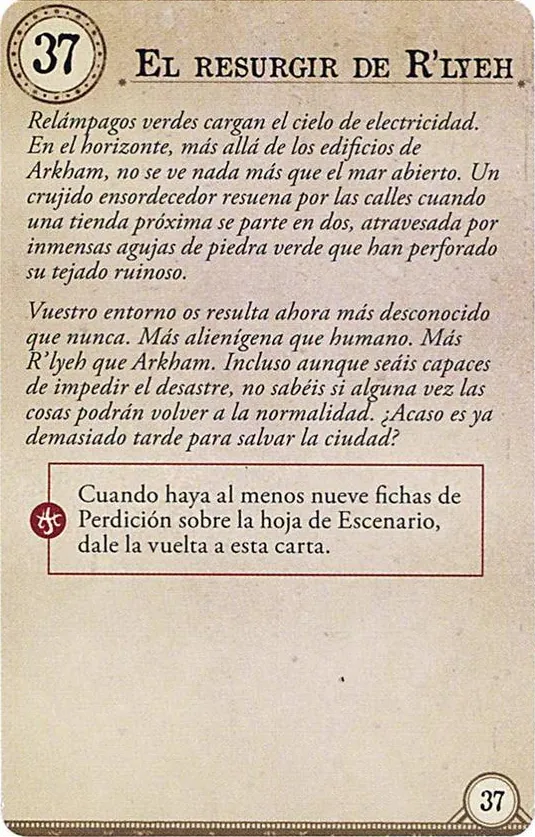 37
El resurgir de R'lyeh
Relámpagos verdes cargan el cielo de electricidad.
En el horizonte, más allá de los edificios de
Arkham, no se ve nada más que el mar abierto. Un
crujido ensordecedor resuena por las calles cuando
una tienda próxima se parte en dos, atravesada por
inmensas agujas de piedra verde que han perforado
su tejado ruinoso.
Vuestro entorno os resulta ahora más desconocido
que nunca. Más alienígena que humano. Más
R'lyeh que Arkham. Incluso aunque seáis capaces
de impedir el desastre, no sabéis si alguna vez las
cosas podrán volver a la normalidad. ¿Acaso es ya
demasiado tarde para salvar la ciudad?
Cuando haya al menos nueve fichas de
Perdición sobre la hoja de Escenario,
dale la vuelta a esta carta.
37